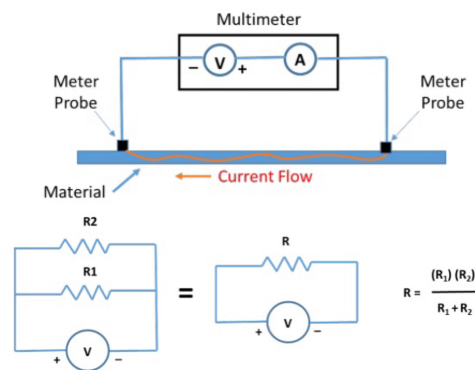 Multimeter
− V + A
Meter
Probe
Meter
Probe
Material
Current Flow
R2
R1
+ V −
=
R
+ V −
R = (R₁) (R₂)
R₁ + R₂